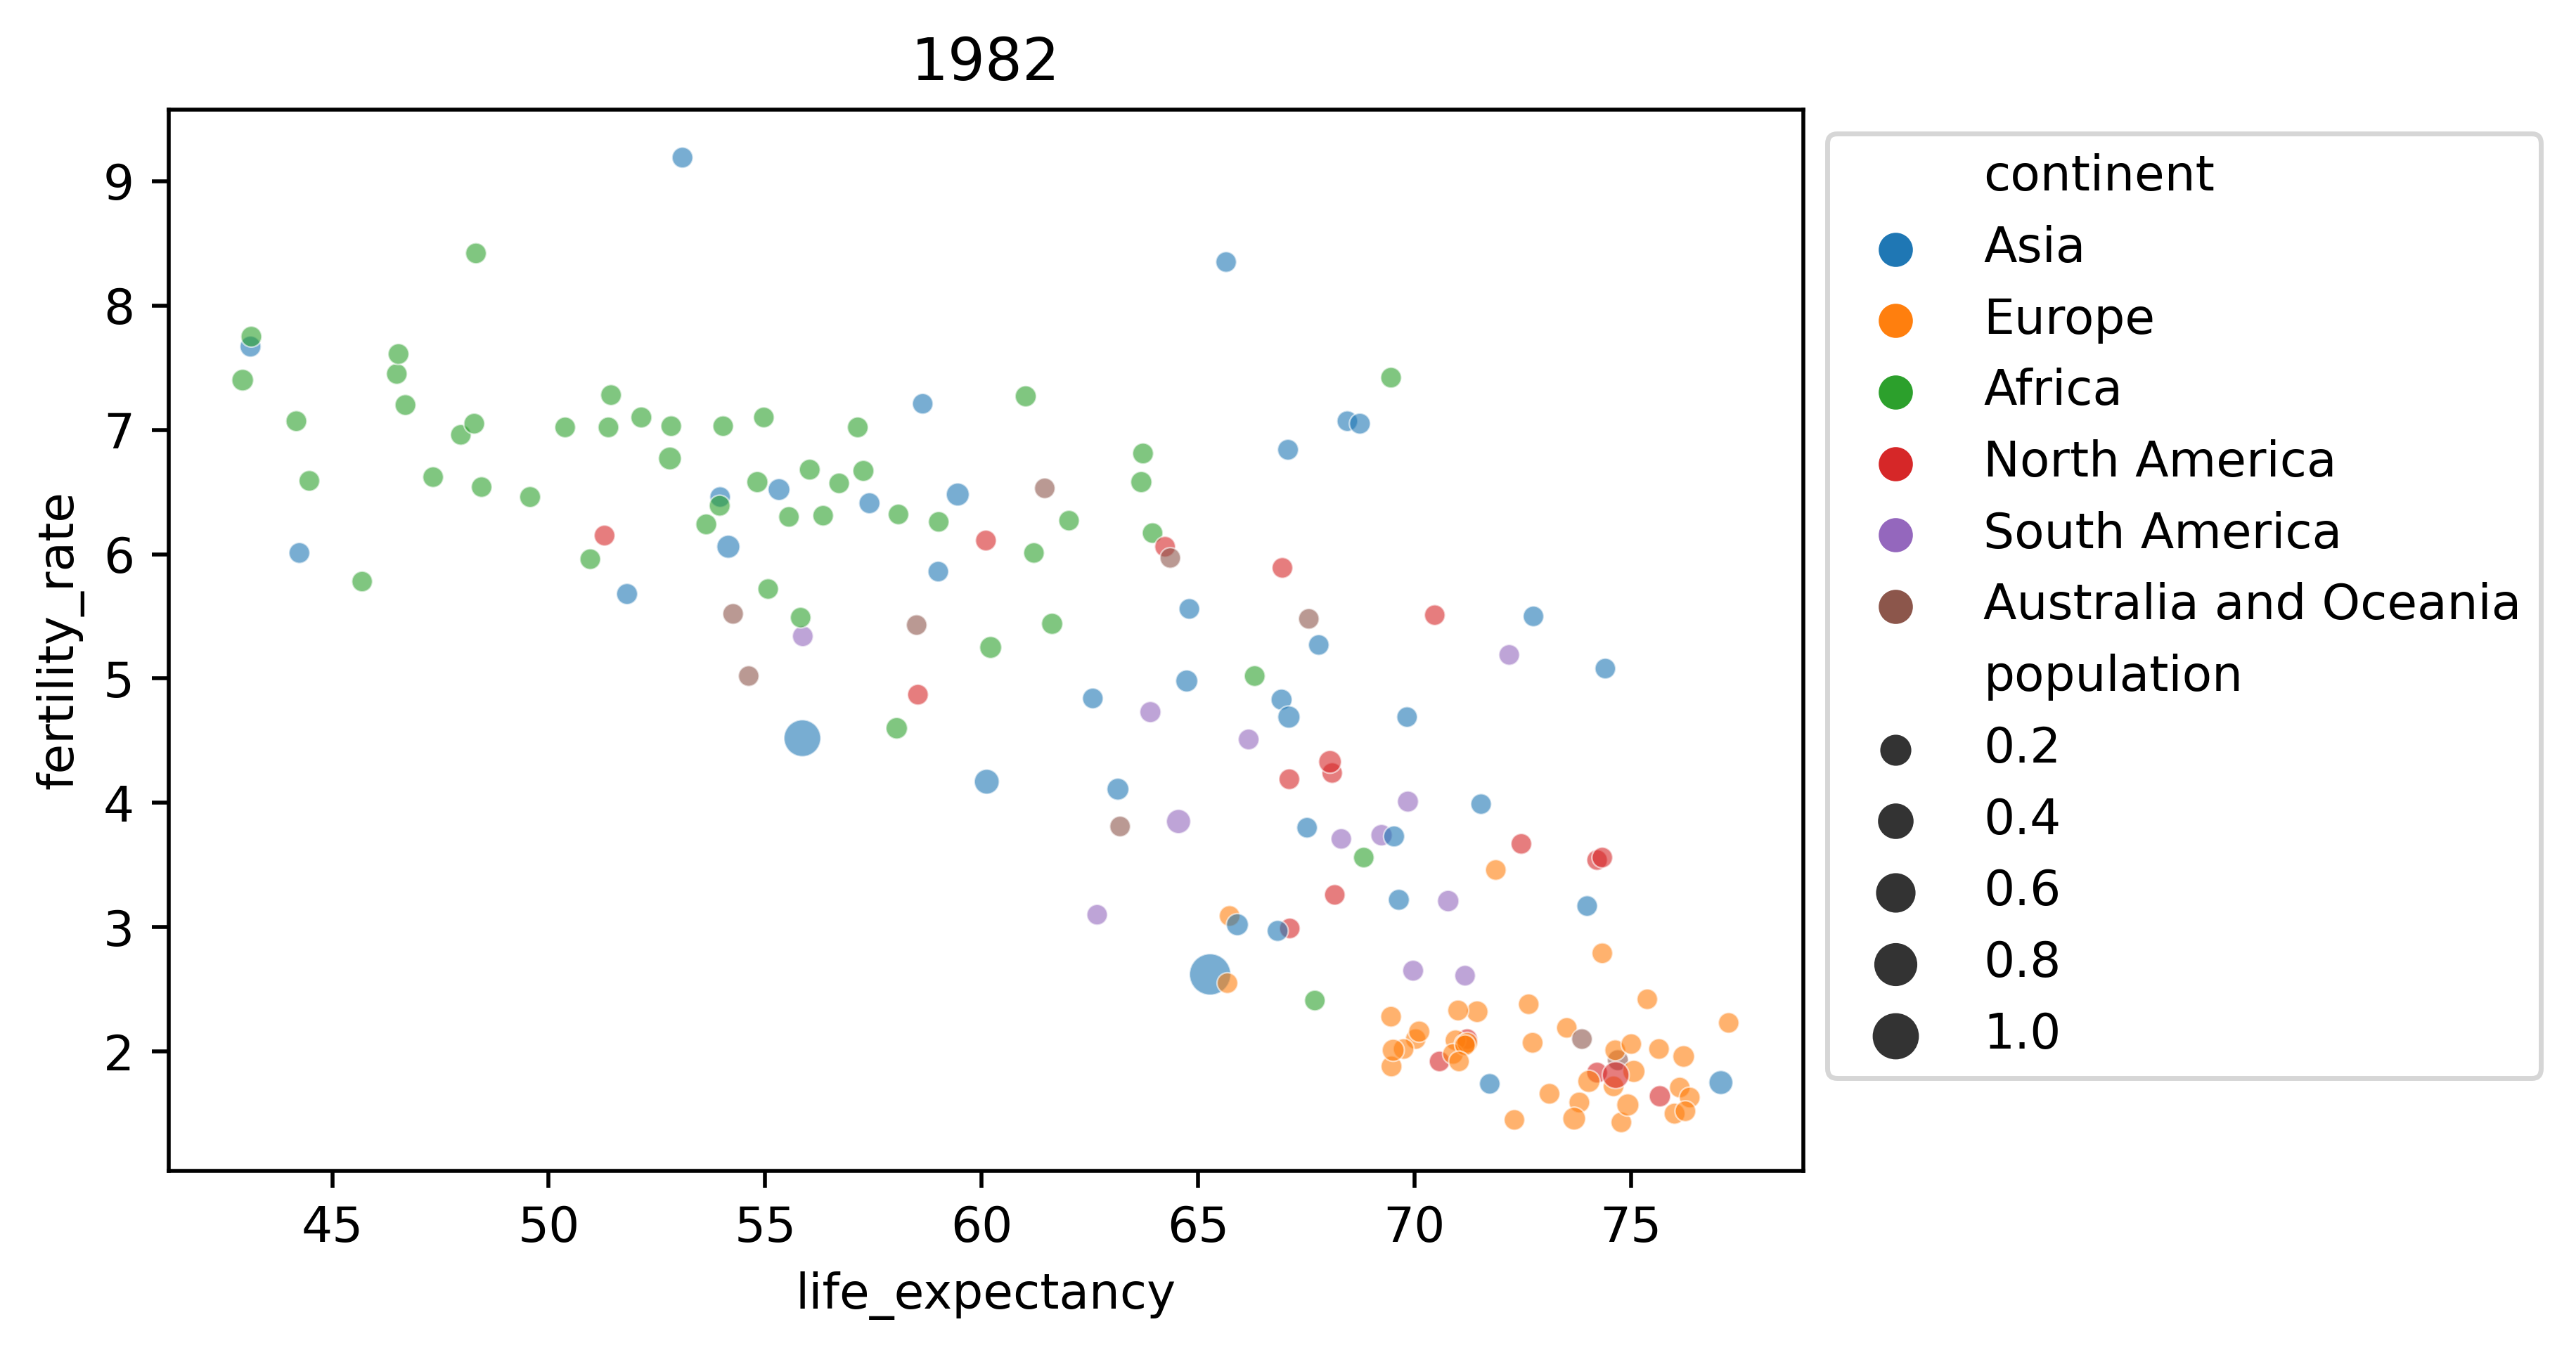 1982
fertility_rate
9
8
7
6
5
4
3
2
45 50 55 60 65 70 75
life_expectancy
continent
Asia
Europe
Africa
North America
South America
Australia and Oceania
population
0.2
0.4
0.6
0.8
1.0